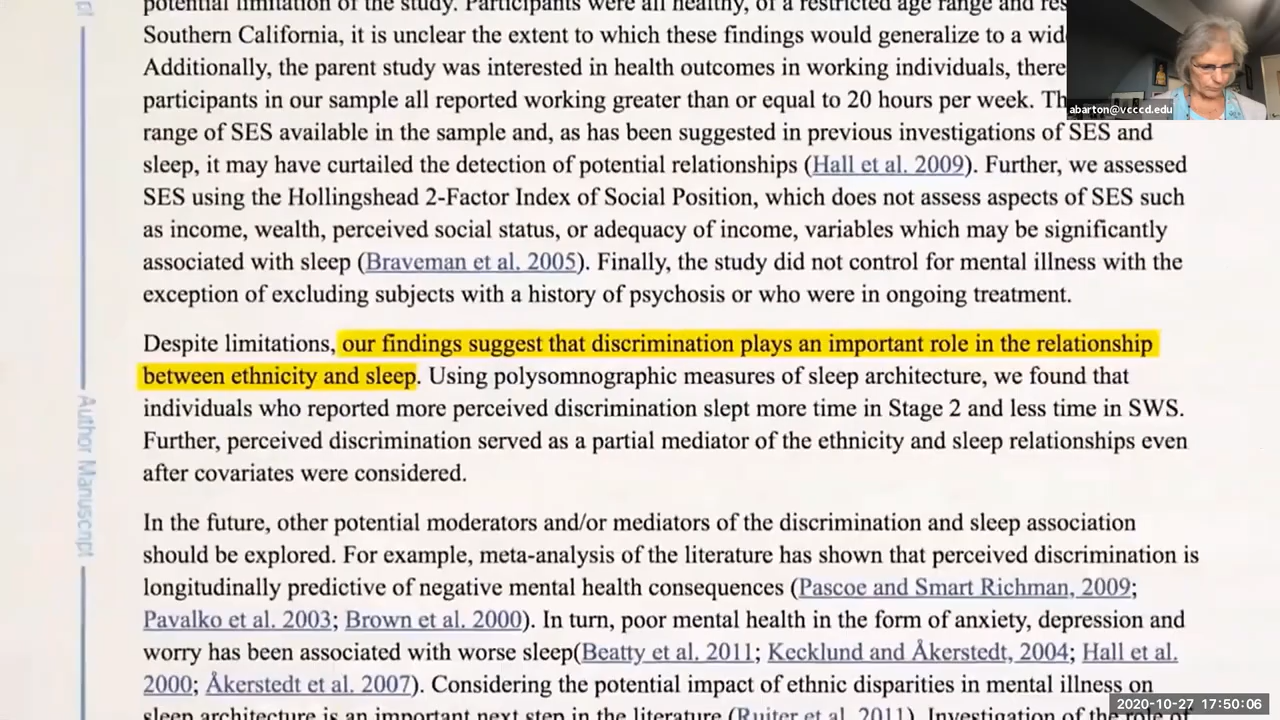 potential limitation of the study. Participants were all healthy, of a restricted age range and res
Southern California, it is unclear the extent to which these findings would generalize to a wid
Additionally, the parent study was interested in health outcomes in working individuals, there
participants in our sample all reported working greater than or equal to 20 hours per week. Th
range of SES available in the sample and, as has been suggested in previous investigations of SES and
sleep, it may have curtailed the detection of potential relationships (Hall et al. 2009). Further, we assessed
SES using the Hollingshead 2-Factor Index of Social Position, which does not assess aspects of SES such
as income, wealth, perceived social status, or adequacy of income, variables which may be significantly
associated with sleep (Braveman et al. 2005). Finally, the study did not control for mental illness with the
exception of excluding subjects with a history of psychosis or who were in ongoing treatment.
Despite limitations, our findings suggest that discrimination plays an important role in the relationship
between ethnicity and sleep. Using polysomnographic measures of sleep architecture, we found that
individuals who reported more perceived discrimination slept more time in Stage 2 and less time in SWS.
Further, perceived discrimination served as a partial mediator of the ethnicity and sleep relationships even
after covariates were considered.
In the future, other potential moderators and/or mediators of the discrimination and sleep association
should be explored. For example, meta-analysis of the literature has shown that perceived discrimination is
longitudinally predictive of negative mental health consequences (Pascoe and Smart Richman, 2009;
Pavalko et al. 2003; Brown et al. 2000). In turn, poor mental health in the form of anxiety, depression and
worry has been associated with worse sleep(Beatty et al. 2011; Kecklund and Åkerstedt, 2004; Hall et al.
2000; Åkerstedt et al. 2007). Considering the potential impact of ethnic disparities in mental illness on
sleep architecture is an important next step in the literature (Ruiter et al. 2011). Investigation of the role of
Author Manuscript
abarton@vcccd.edu
2020-10-27 17:50:06